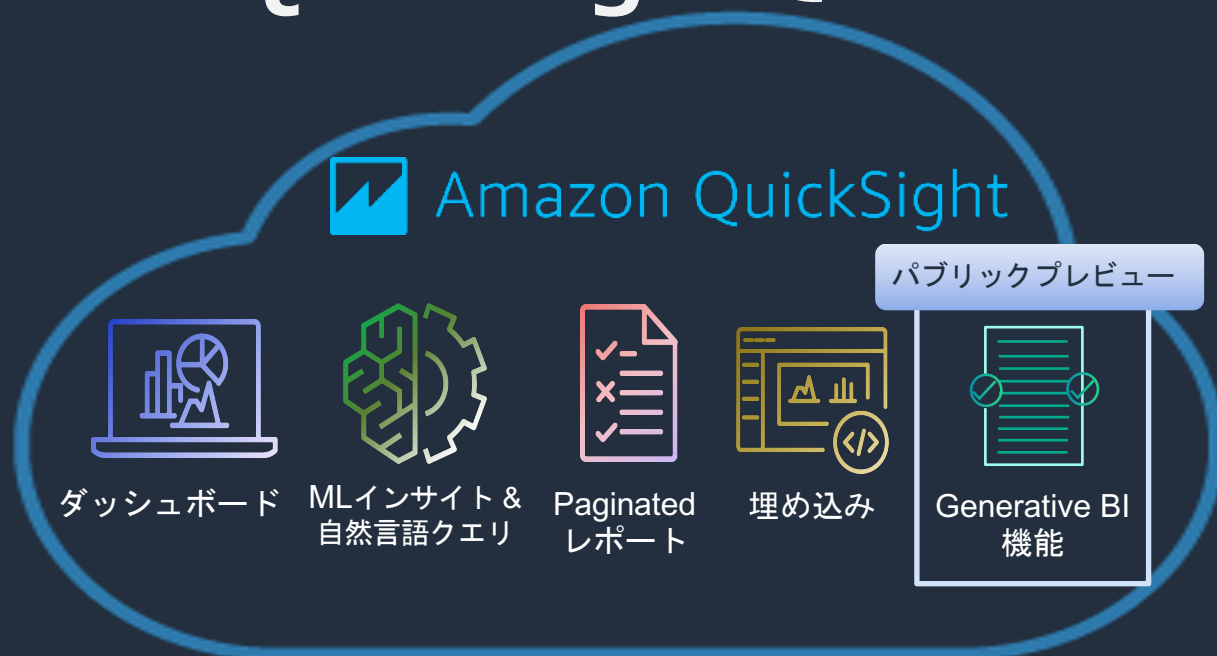 Amazon QuickSight
パブリックプレビュー
ダッシュボード
MLインサイト &
自然言語クエリ
Paginated
レポート
埋め込み
</>
Generative BI
機能